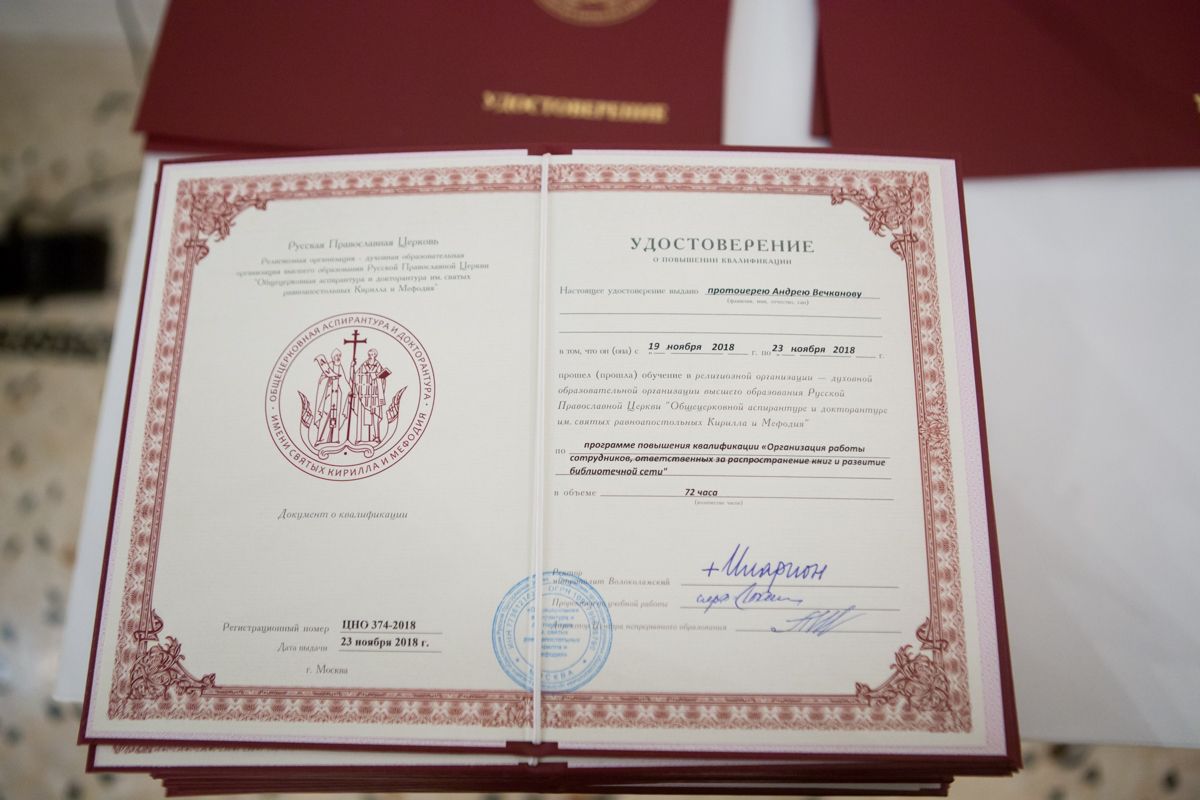 УДОСТОВЕРЕНИЕ
Русская Православная Церковь
Религиозная организация - духовная образовательная
организация высшего образования Русской Православной Церкви
"Общецерковная аспирантура и докторантура им. святых
равноапостольных Кирилла и Мефодия"
ОБЩЕЦЕРКОВНАЯ АСПИРАНТУРА И ДОКТОРАНТУРА
ИМЕНИ СВЯТЫХ КИРИЛЛА И МЕФОДИЯ
Документ о квалификации
Регистрационный номер ЦНО 374-2018
Дата выдачи 23 ноября 2018 г.
г. Москва
УДОСТОВЕРЕНИЕ
О ПОВЫШЕНИИ КВАЛИФИКАЦИИ
Настоящее удостоверение выдано протоиерею Андрею Вечканову
(фамилия, имя, отчество, сан)
в том, что он (она) с 19 ноября 2018 г. по 23 ноября 2018 г.
прошел (прошла) обучение в религиозной организации — духовной
образовательной организации высшего образования Русской
Православной Церкви "Общецерковной аспирантуре и докторантуре
им. святых равноапостольных Кирилла и Мефодия"
по программе повышения квалификации «Организация работы
сотрудников, ответственных за распространение книг и развитие
библиотечной сети"
в объеме 72 часа
(количество часов)
Ректор
митрополит Волоколамский +Иларион
Проректор по учебной работе
Директор Центра непрерывного образования
МОСКВА